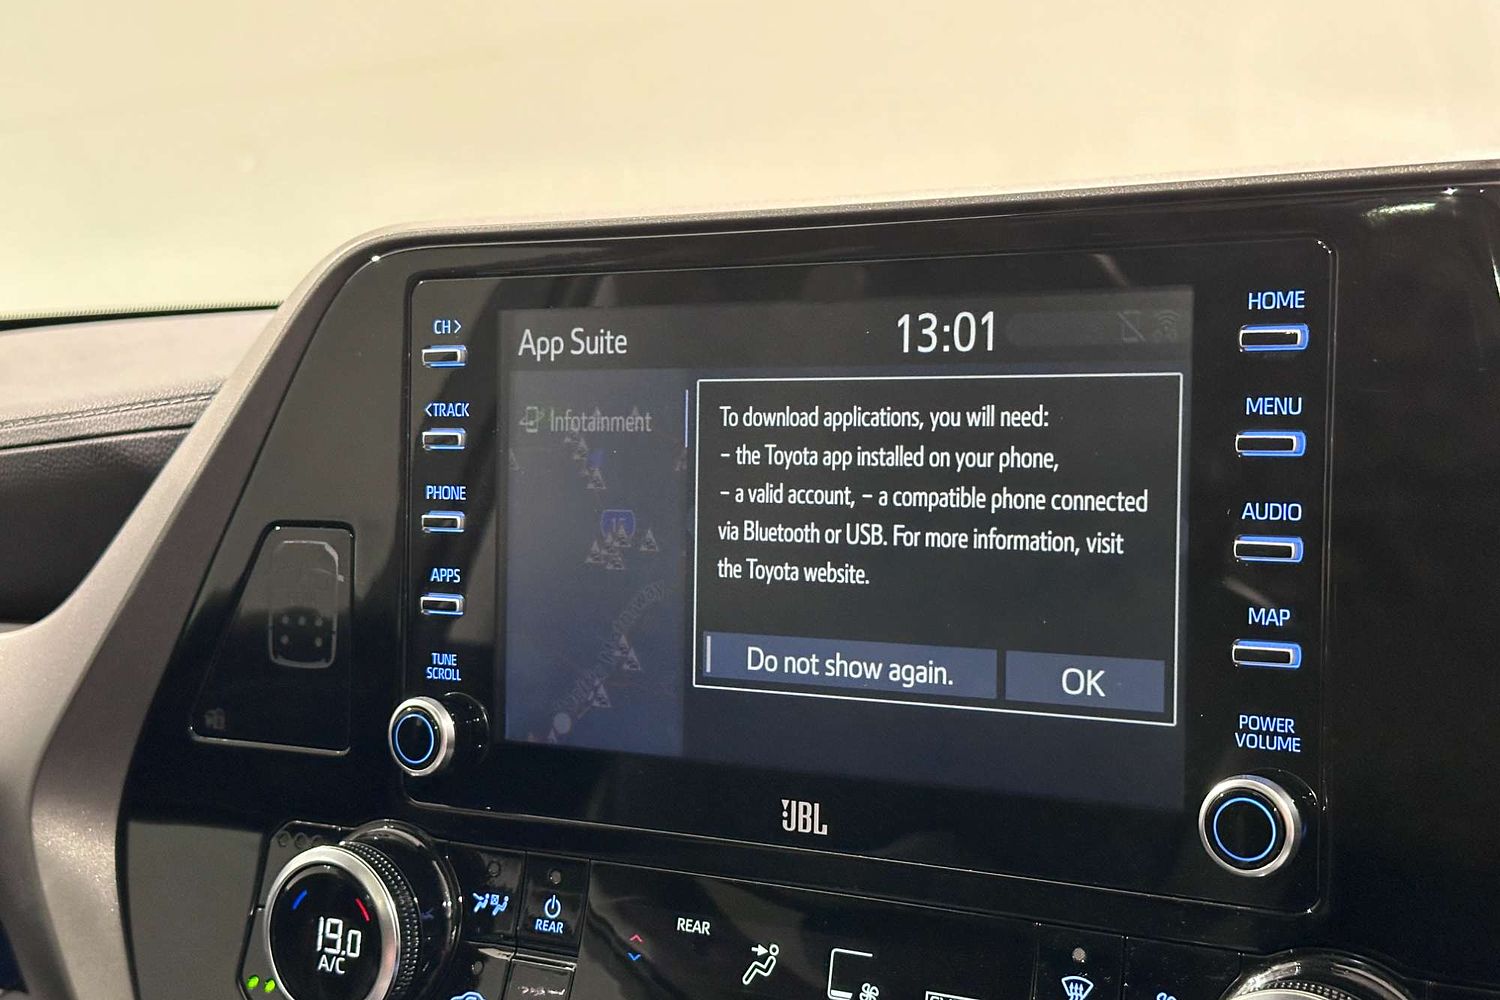 App Suite
13:01
Infotainment
15
Motorway
To download applications, you will need:
– the Toyota app installed on your phone,
– a valid account, – a compatible phone connected
via Bluetooth or USB. For more information, visit
the Toyota website.
Do not show again.
OK
CH>
<TRACK
PHONE
APPS
TUNE
SCROLL
HOME
MENU
AUDIO
MAP
POWER
VOLUME
JBL
19.0
A/C
REAR
REAR